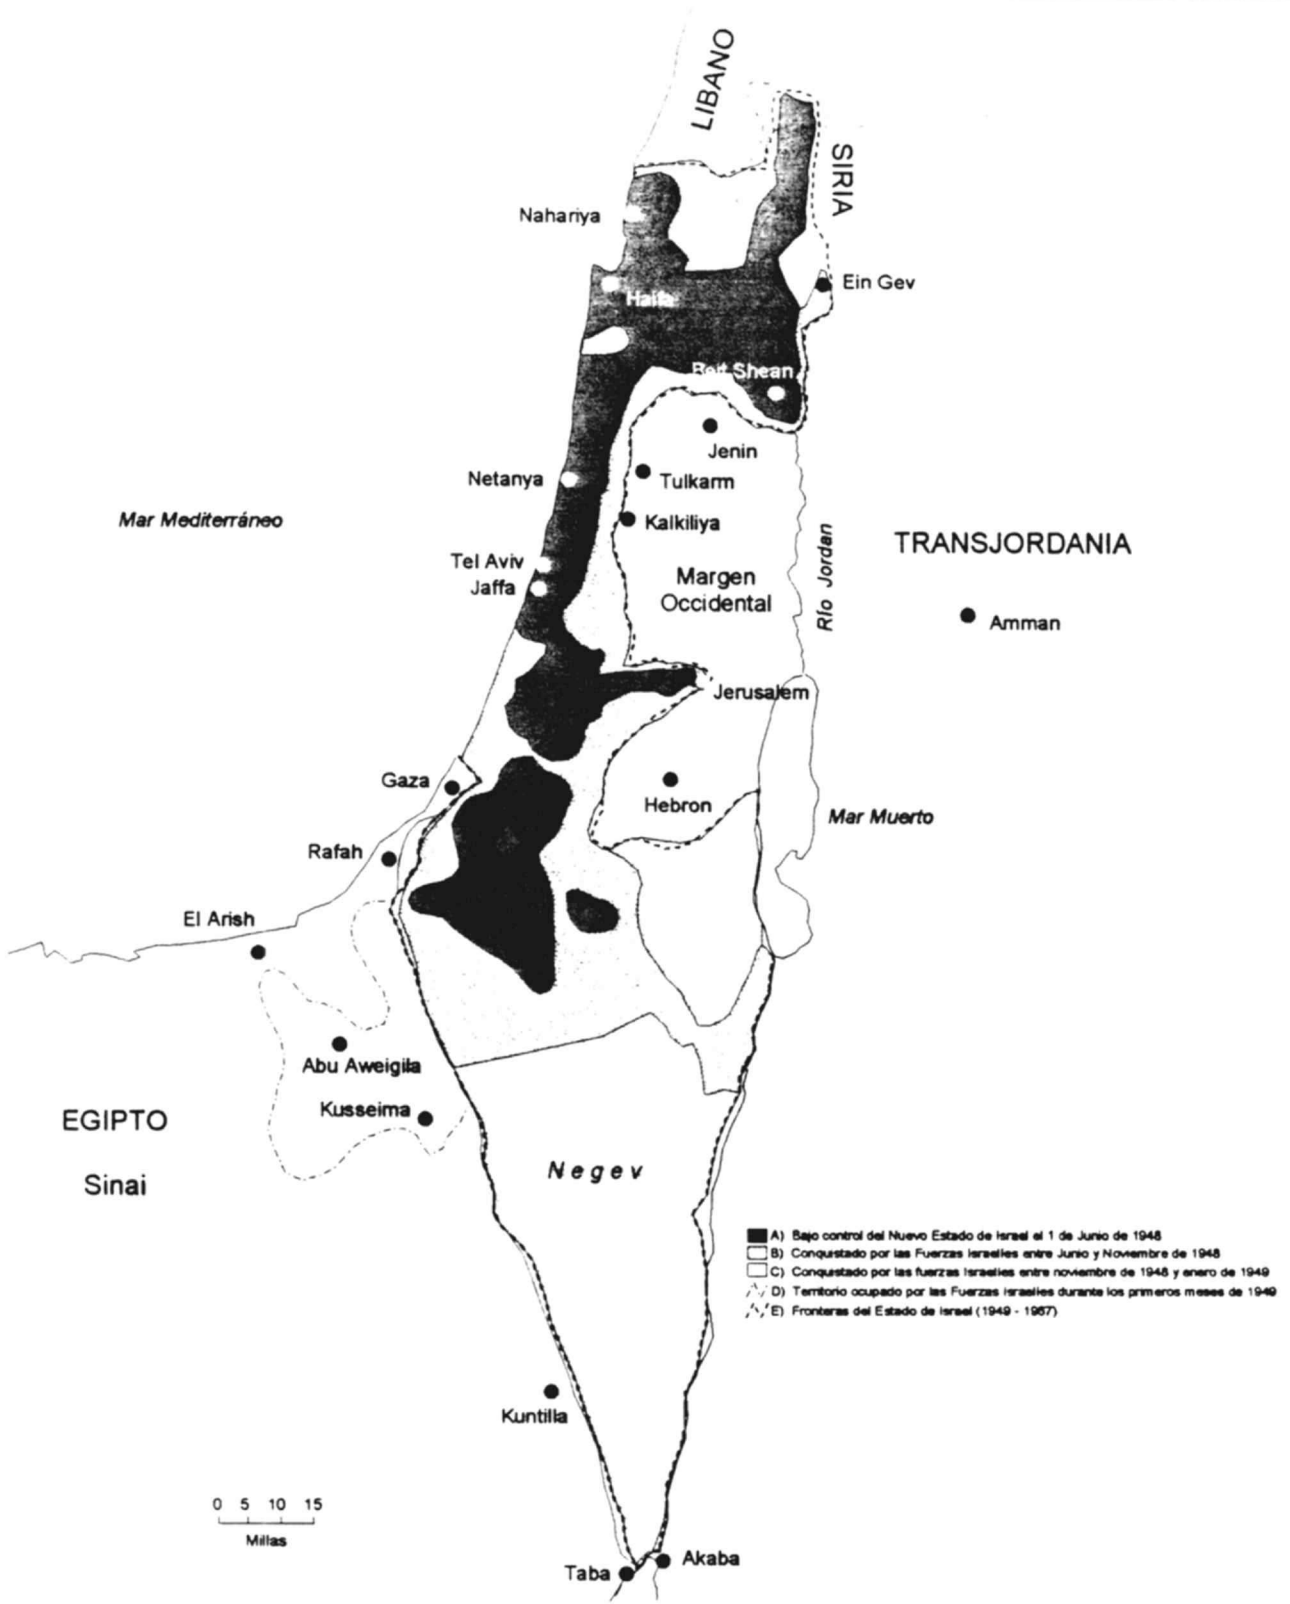 LIBANO
SIRIA
Nahariya
Ein Gev
Haifa
Beit Shean
Jenin
Netanya
Tulkarm
Mar Mediterráneo
Kalkiliya
TRANSJORDANIA
Tel Aviv
Jaffa
Margen
Occidental
Río Jordan
Amman
Jerusalem
Gaza
Hebron
Mar Muerto
Rafah
El Arish
Abu Aweigila
Kusseima
EGIPTO
Sinai
Negev
A) Bajo control del Nuevo Estado de Israel el 1 de Junio de 1948
B) Conquistado por las Fuerzas Israelies entre Junio y Noviembre de 1948
C) Conquistado por las fuerzas Israelies entre noviembre de 1948 y enero de 1949
D) Territorio ocupado por las Fuerzas Israelies durante los primeros meses de 1949
E) Fronteras del Estado de Israel (1949 - 1967)
Kuntilla
0 5 10 15
Millas
Taba
Akaba